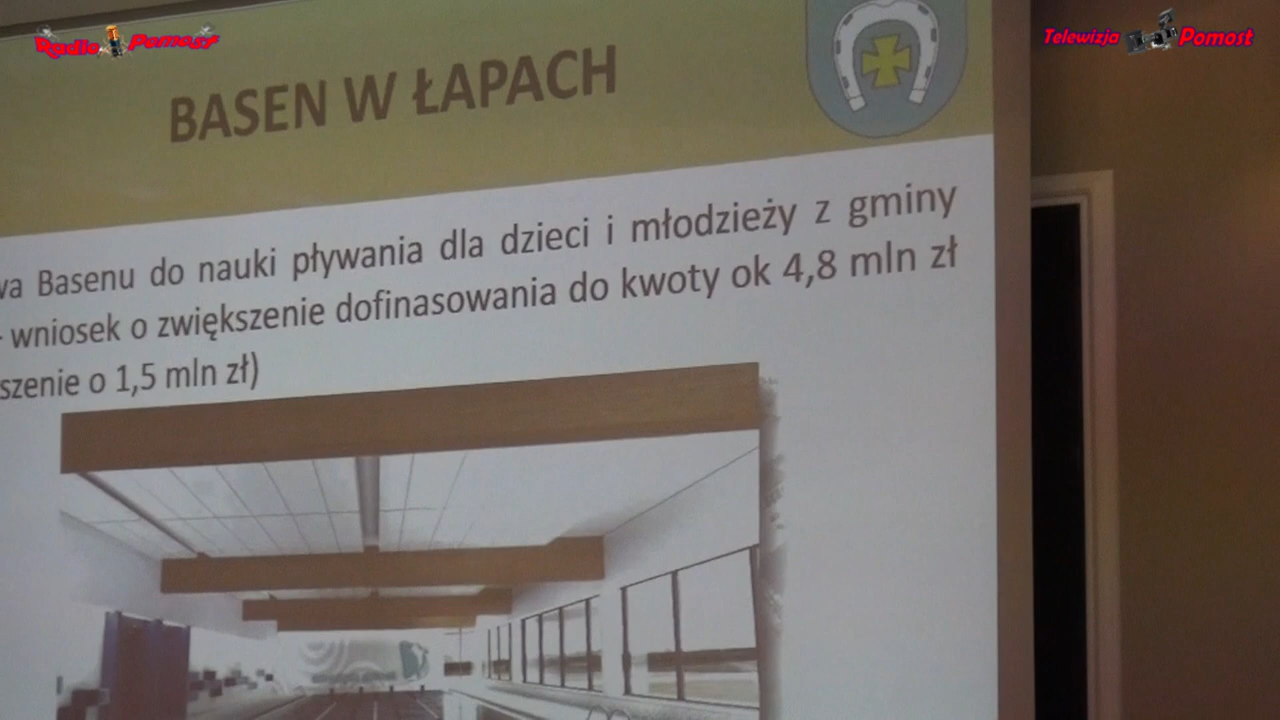 Radio Pomost
Telewizja Pomost
BASEN W ŁAPACH
wa Basenu do nauki pływania dla dzieci i młodzieży z gminy
- wniosek o zwiększenie dofinasowania do kwoty ok 4,8 mln zł
szenie o 1,5 mln zł)